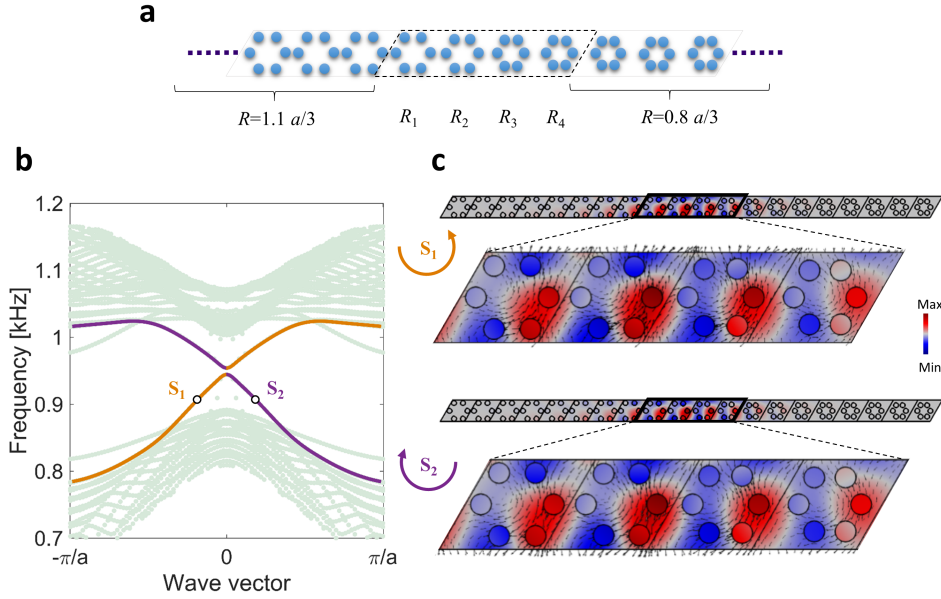 a
R₁ R₂ R₃ R₄
R=1.1 a/3
R=0.8 a/3
b
c
1.2
1.1
1
0.9
0.8
0.7
Frequency [kHz]
S₁
S₂
-π/a
0
π/a
Wave vector
S₁
Max
Min
S₂